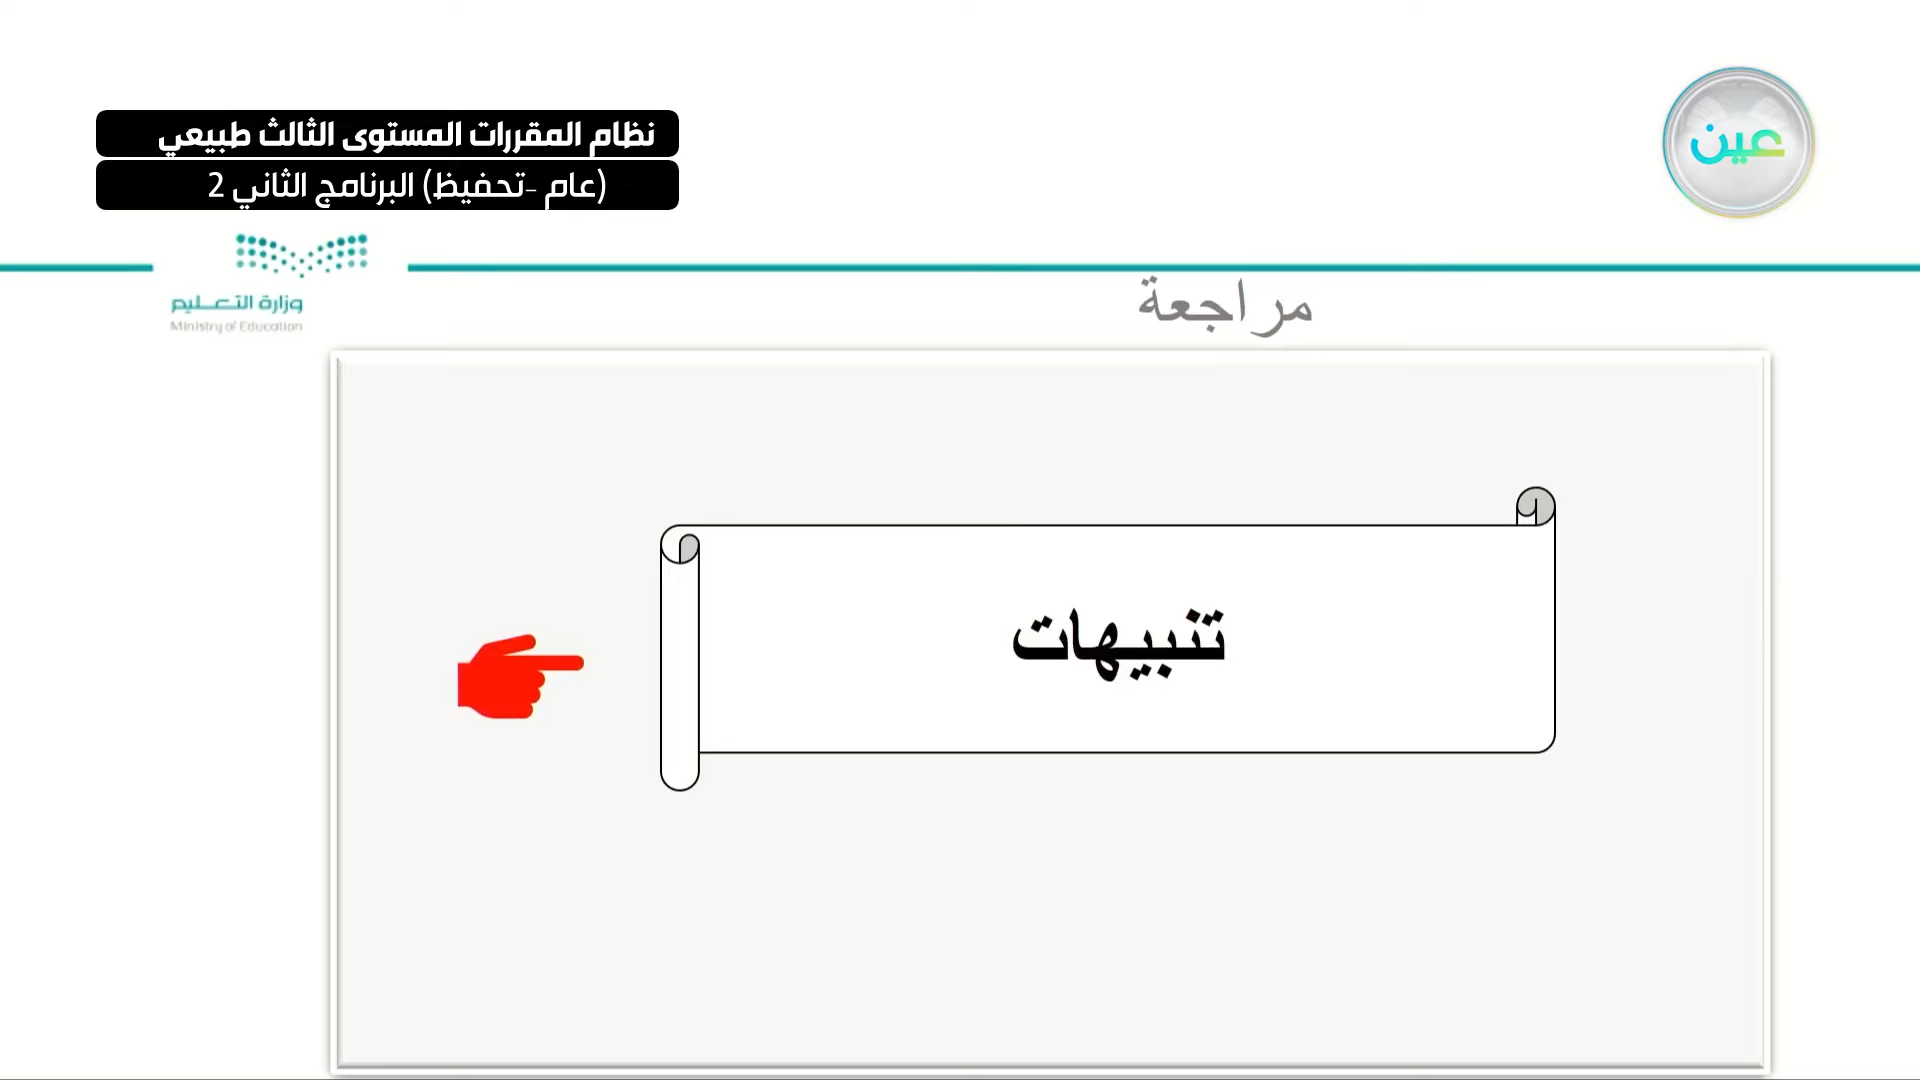 نظام المقررات المستوى الثالث طبيعي
(عام -تحفيظ) البرنامج الثاني 2
عين
وزارة التعليم
Ministry of Education
مراجعة
تنبيهات